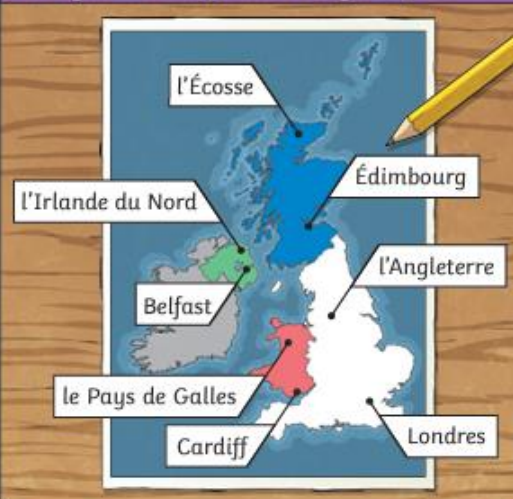 l'Écosse
Édimbourg
l'Irlande du Nord
l'Angleterre
Belfast
le Pays de Galles
Cardiff
Londres